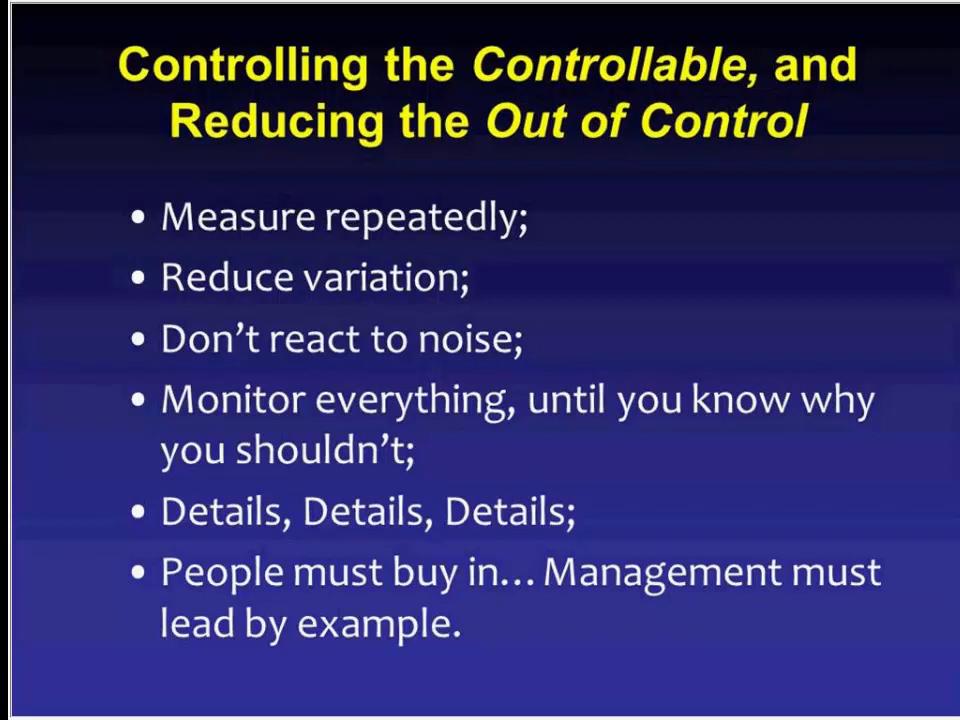 Controlling the Controllable, and
Reducing the Out of Control
• Measure repeatedly;
• Reduce variation;
• Don’t react to noise;
• Monitor everything, until you know why
you shouldn’t;
• Details, Details, Details;
• People must buy in… Management must
lead by example.